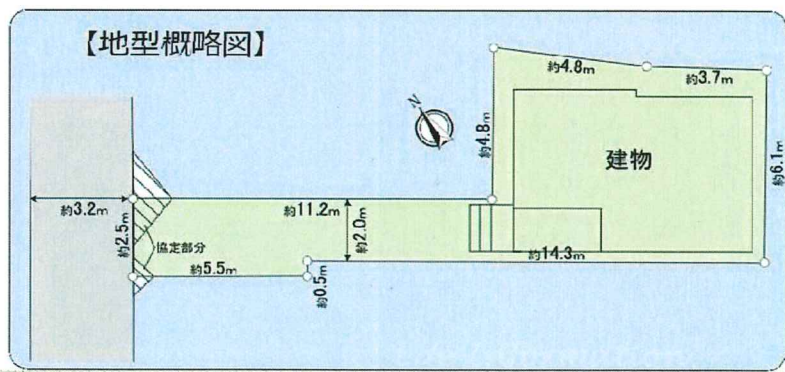 【地型概略図】
約4.8m
約3.7m
N
約4.8m
建物
約6.1m
約3.2m
約2.5m
約11.2m
約2.0m
協定部分
約5.5m
約0.5m
約14.3m